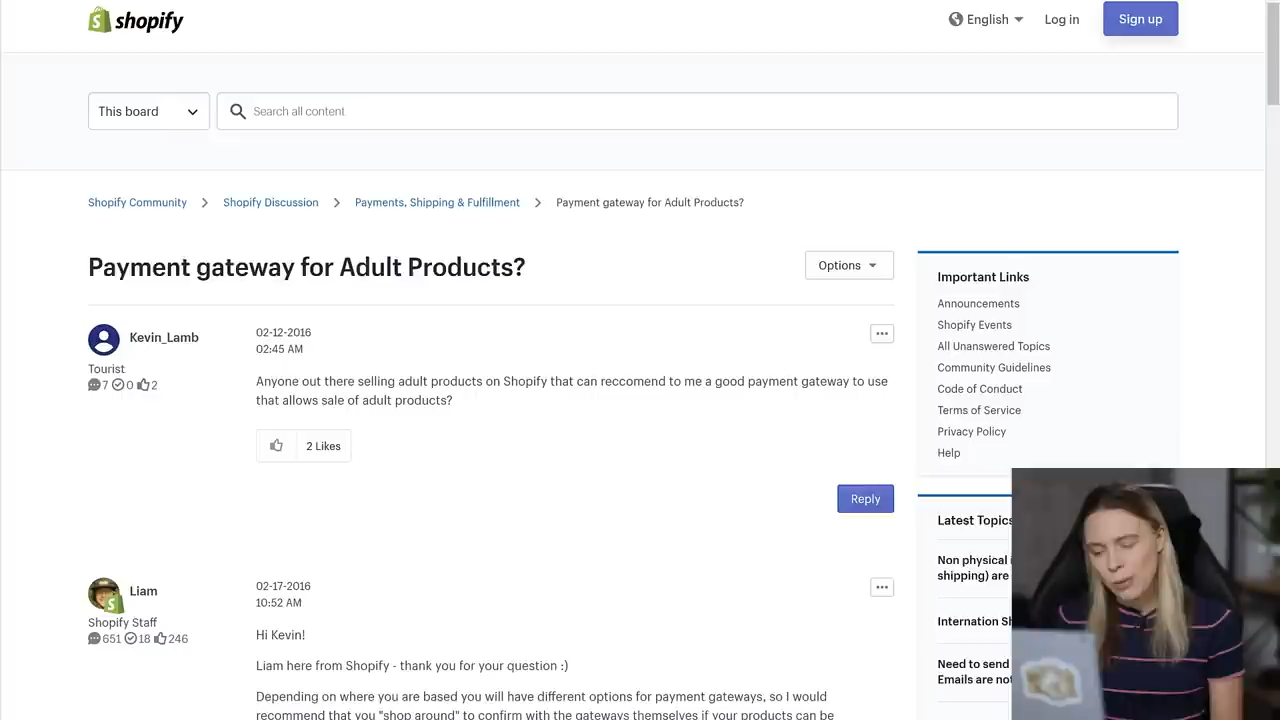 shopify
English
Log in
Sign up
This board
Search all content
Shopify Community
Shopify Discussion
Payments, Shipping & Fulfillment
Payment gateway for Adult Products?
Payment gateway for Adult Products?
Options
Kevin_Lamb
Tourist
7 0 2
02-12-2016
02:45 AM
Anyone out there selling adult products on Shopify that can reccomend to me a good payment gateway to use
that allows sale of adult products?
2 Likes
Reply
Liam
Shopify Staff
651 18 246
02-17-2016
10:52 AM
Hi Kevin!
Liam here from Shopify - thank you for your question :)
Depending on where you are based you will have different options for payment gateways, so I would
recommend that you "shop around" to confirm with the gateways themselves if your products can be
Important Links
Announcements
Shopify Events
All Unanswered Topics
Community Guidelines
Code of Conduct
Terms of Service
Privacy Policy
Help
Latest Topics
Non physical
shipping) are
Internation
Need to send
Emails are